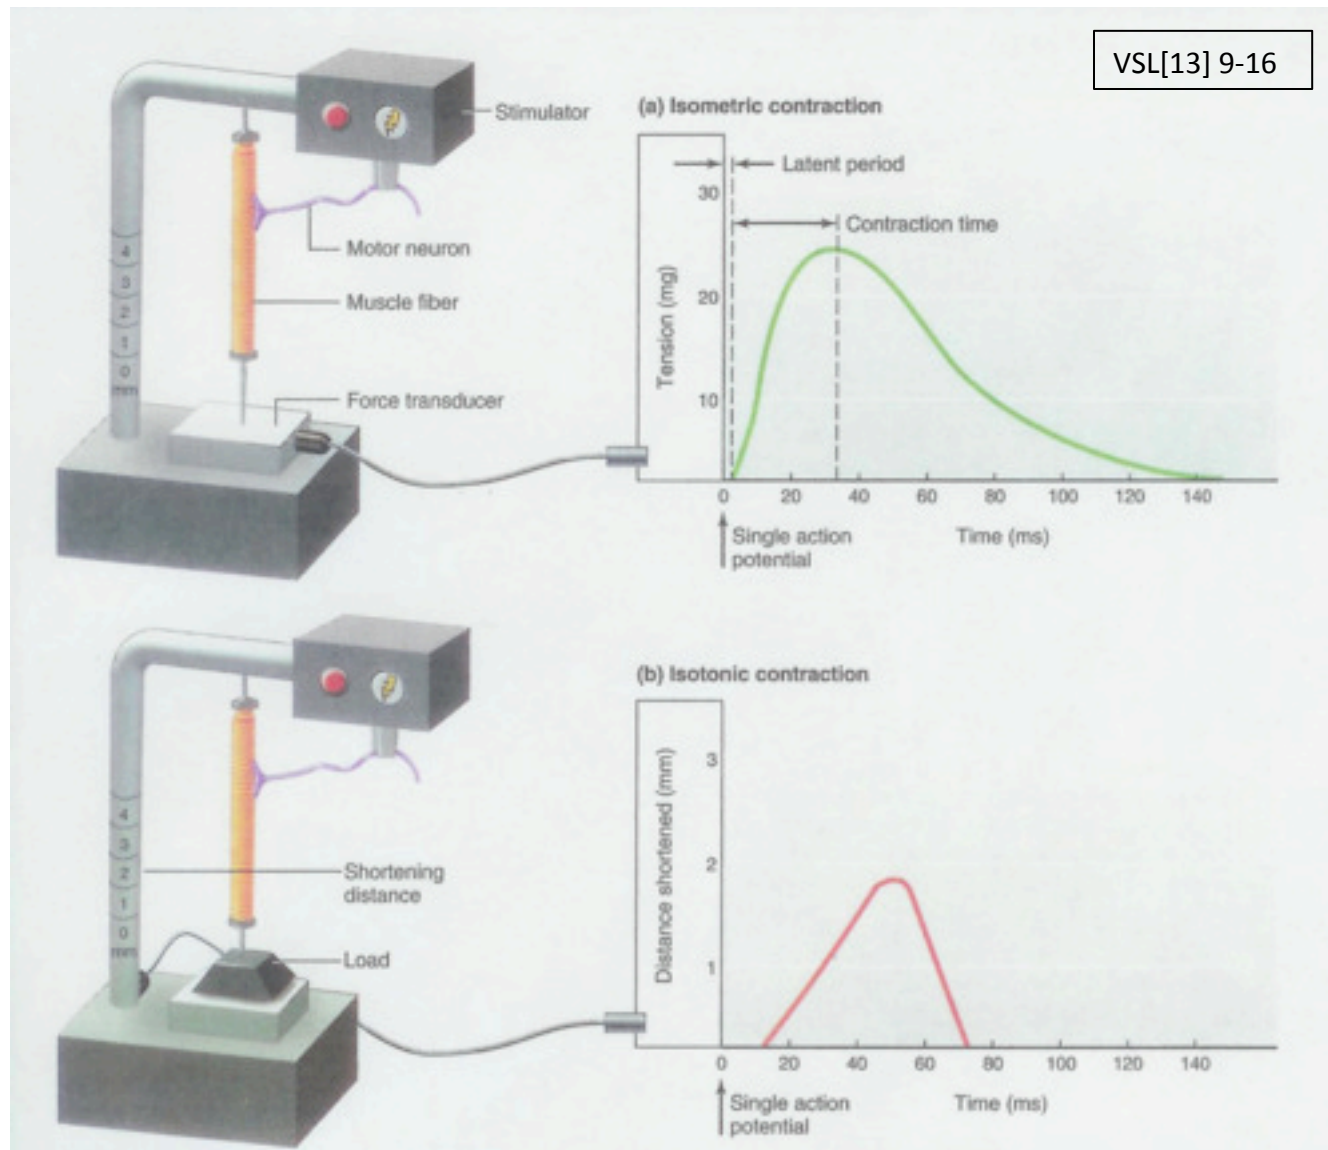 VSL[13] 9-16
Stimulator
Motor neuron
Muscle fiber
Force transducer
4
3
2
1
0
mm
(a) Isometric contraction
Latent period
Contraction time
Tension (mg)
30
20
10
0 20 40 60 80 100 120 140
Single action
potential
Time (ms)
Shortening
distance
Load
4
3
2
1
0
mm
(b) Isotonic contraction
Distance shortened (mm)
3
2
1
0 20 40 60 80 100 120 140
Single action
potential
Time (ms)